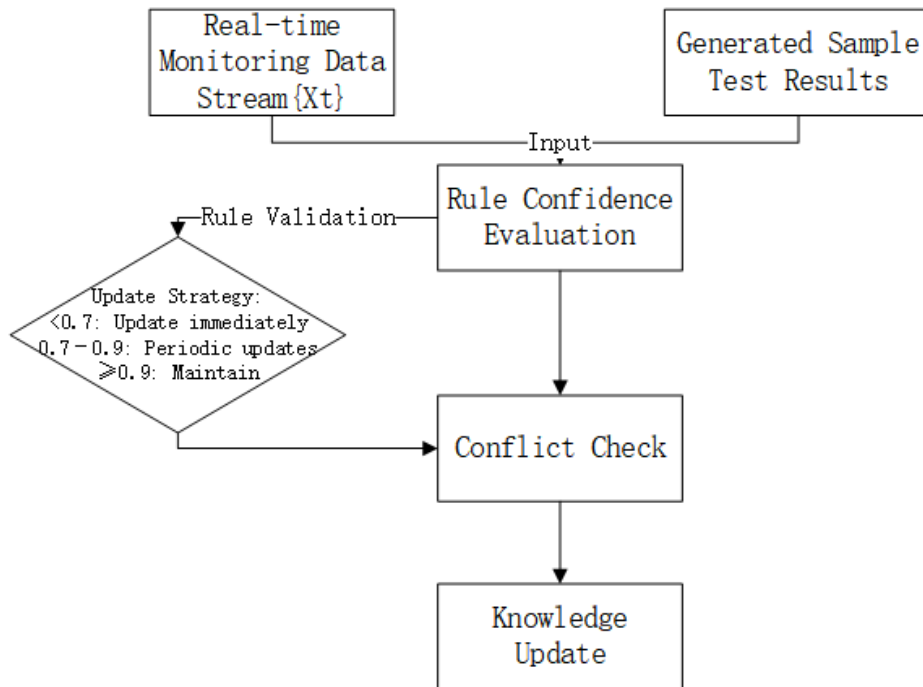 Real-time
Monitoring Data
Stream{Xt}
Generated Sample
Test Results
Input
Rule Confidence
Evaluation
Rule Validation
Update Strategy:
<0.7: Update immediately
0.7-0.9: Periodic updates
≥0.9: Maintain
Conflict Check
Knowledge
Update